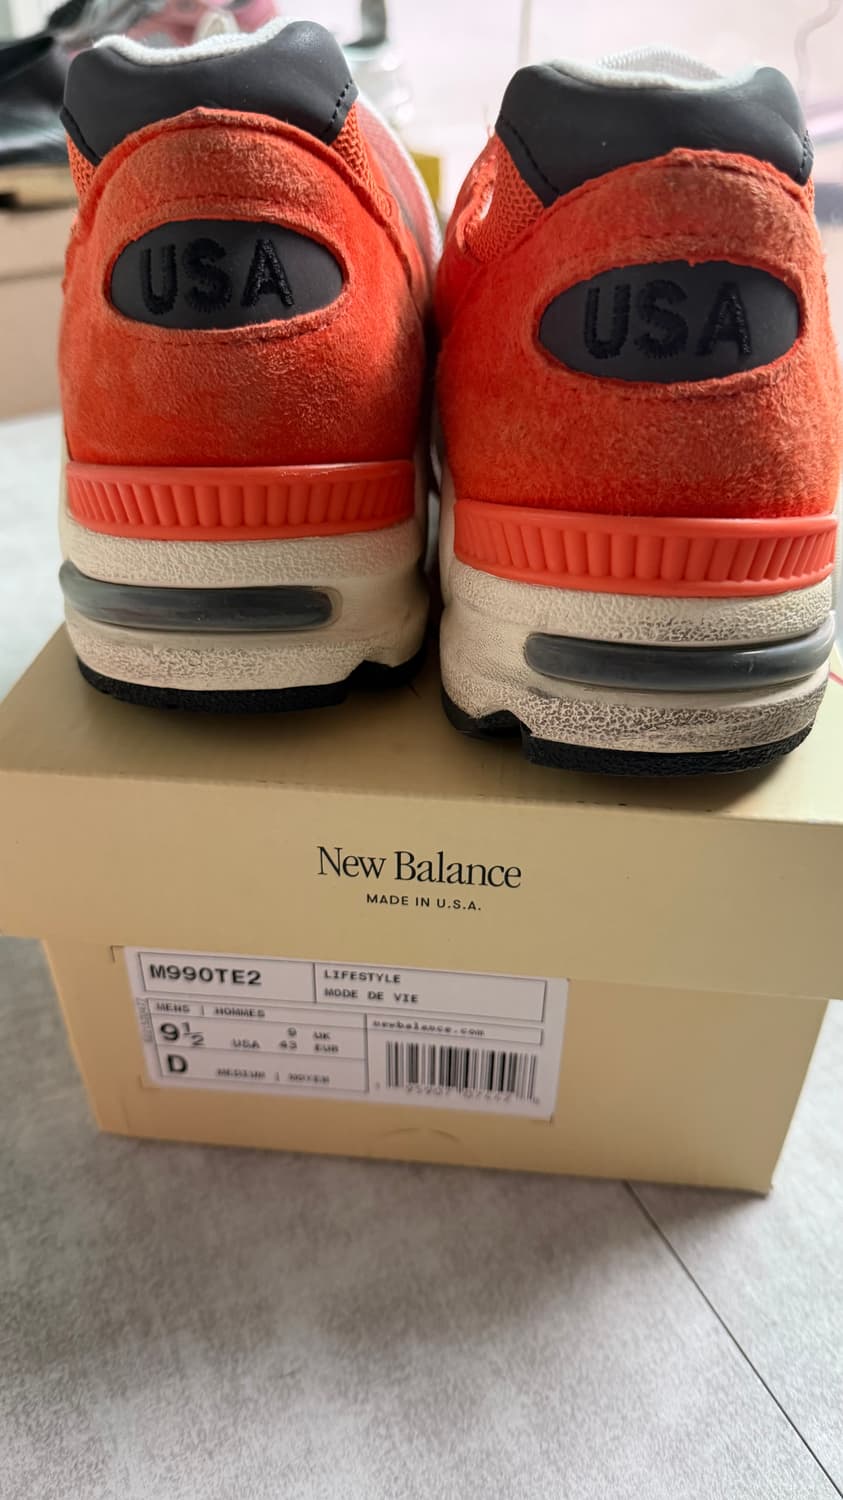 USA
USA
New Balance
MADE IN U.S.A.
M990TE2
LIFESTYLE
MODE DE VIE
MENS | HOMMES
9½ USA
9 UK
43 EUR
D MEDIUM | MOYEN
newbalance.com